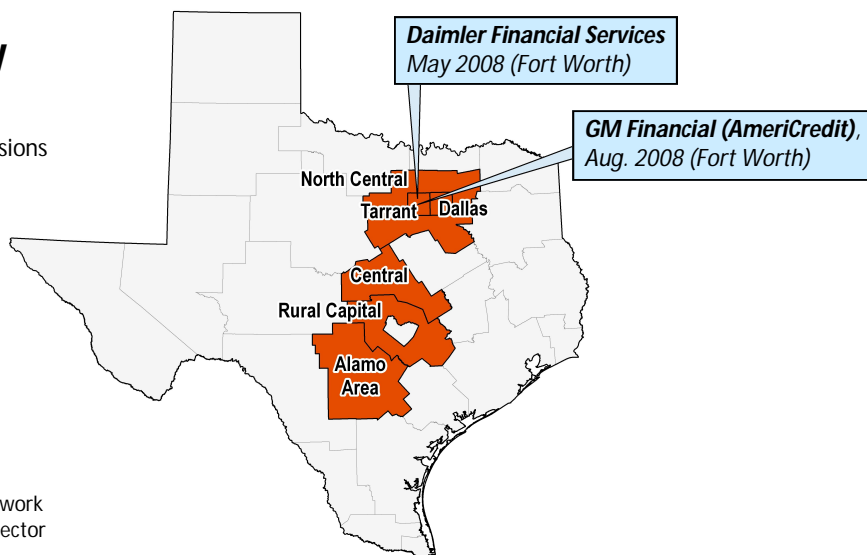 y
sions
Daimler Financial Services
May 2008 (Fort Worth)
GM Financial (AmeriCredit),
Aug. 2008 (Fort Worth)
North Central
Tarrant
Dallas
Central
Rural Capital
Alamo
Area
work
ector